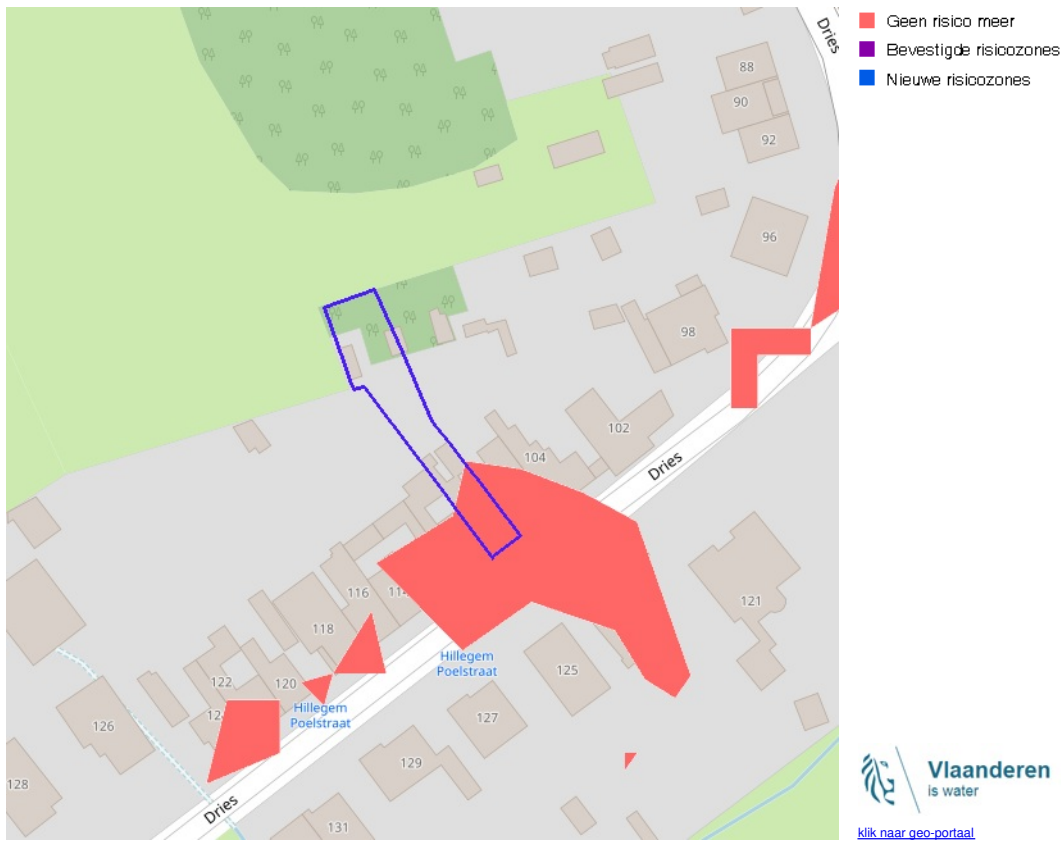 Dries
Geen risico meer
Bevestigde risicozones
Nieuwe risicozones
88
90
92
96
98
102
104
Dries
116
118
121
Hillegem
Poelstraat
125
122
120
Hillegem
Poelstraat
127
126
129
128
Dries
131
Vlaanderen
is water
klik naar geo-portaal